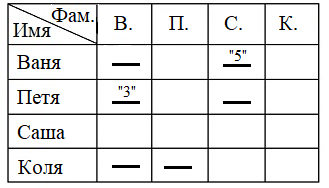 Фам.
Имя В. П. С. К.
Ваня — "5" —
Петя "3" — —
Саша
Коля — —